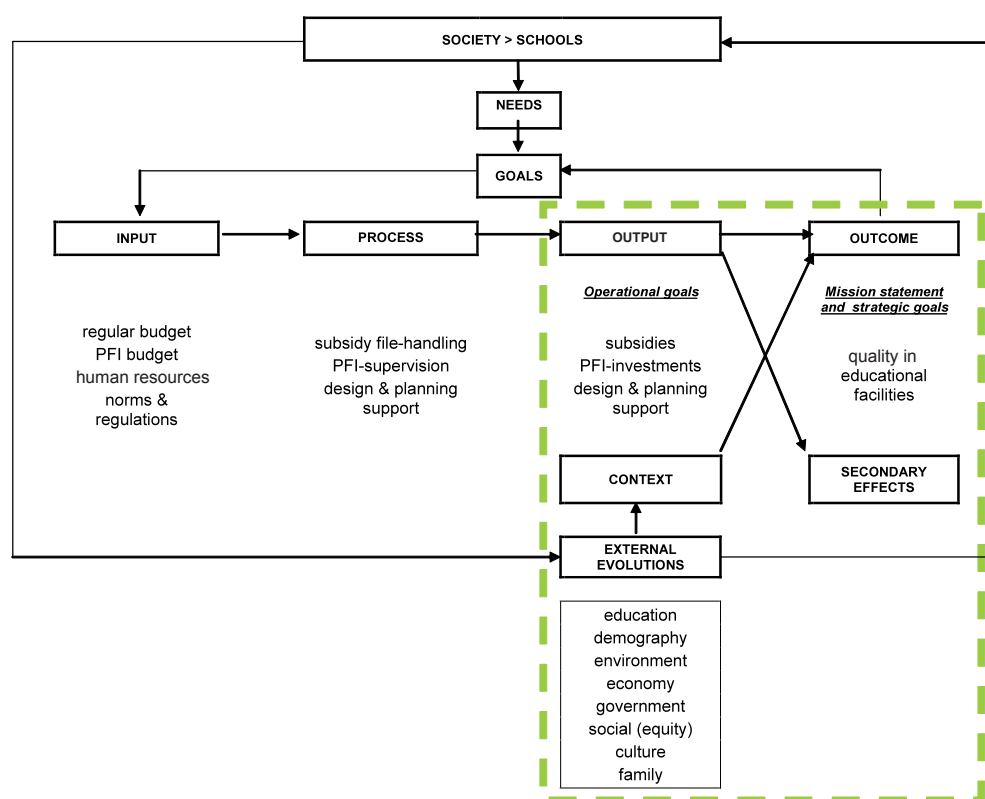 SOCIETY > SCHOOLS
NEEDS
GOALS
INPUT
PROCESS
OUTPUT
OUTCOME
Operational goals
Mission statement
and strategic goals
regular budget
PFI budget
human resources
norms &
regulations
subsidy file-handling
PFI-supervision
design & planning
support
subsidies
PFI-investments
design & planning
support
quality in
educational
facilities
CONTEXT
SECONDARY
EFFECTS
EXTERNAL
EVOLUTIONS
education
demography
environment
economy
government
social (equity)
culture
family